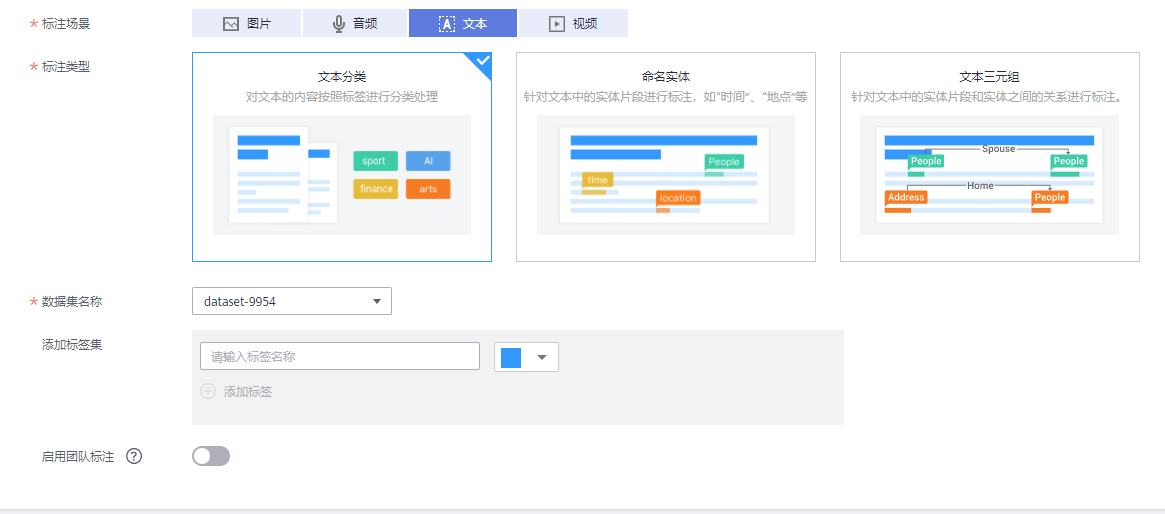 * 标注场景
图片
音频
文本
视频
* 标注类型
文本分类
对文本的内容按照标签进行分类处理
sport
AI
finance
arts
命名实体
针对文本中的实体片段进行标注，如“时间”、“地点”等
People
time
location
文本三元组
针对文本中的实体片段和实体之间的关系进行标注。
Spouse
People
People
Home
Address
People
* 数据集名称
dataset-9954
添加标签集
请输入标签名称
添加标签
启用团队标注 ?